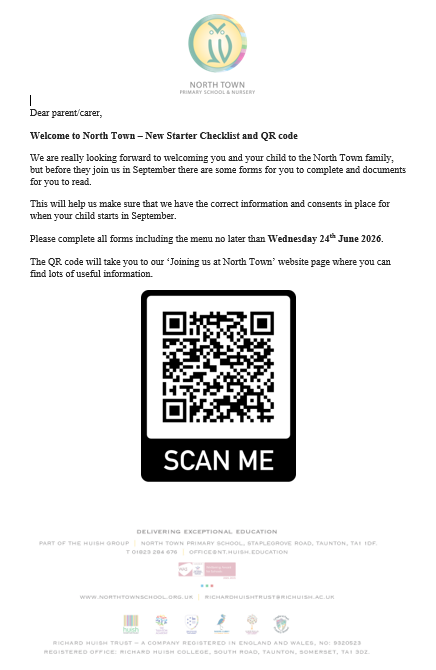 NORTH TOWN
PRIMARY SCHOOL & NURSERY
Dear parent/carer,
Welcome to North Town – New Starter Checklist and QR code
We are really looking forward to welcoming you and your child to the North Town family,
but before they join us in September there are some forms for you to complete and documents
for you to read.
This will help us make sure that we have the correct information and consents in place for
when your child starts in September.
Please complete all forms including the menu no later than Wednesday 24th June 2026.
The QR code will take you to our ‘Joining us at North Town’ website page where you can
find lots of useful information.
SCAN ME
DELIVERING EXCEPTIONAL EDUCATION
PART OF THE HUISH GROUP | NORTH TOWN PRIMARY SCHOOL, STAPLEGROVE ROAD, TAUNTON, TA1 1DF.
T 01823 284 676 | OFFICE@NT.HUISH.EDUCATION
WWW.NORTHTOWNSCHOOL.ORG.UK | RICHARDHUISHTRUST@RICHUISH.AC.UK
huish
RICHARD HUISH TRUST – A COMPANY REGISTERED IN ENGLAND AND WALES, NO: 9320523
REGISTERED OFFICE: RICHARD HUISH COLLEGE, SOUTH ROAD, TAUNTON, SOMERSET, TA1 3DZ.